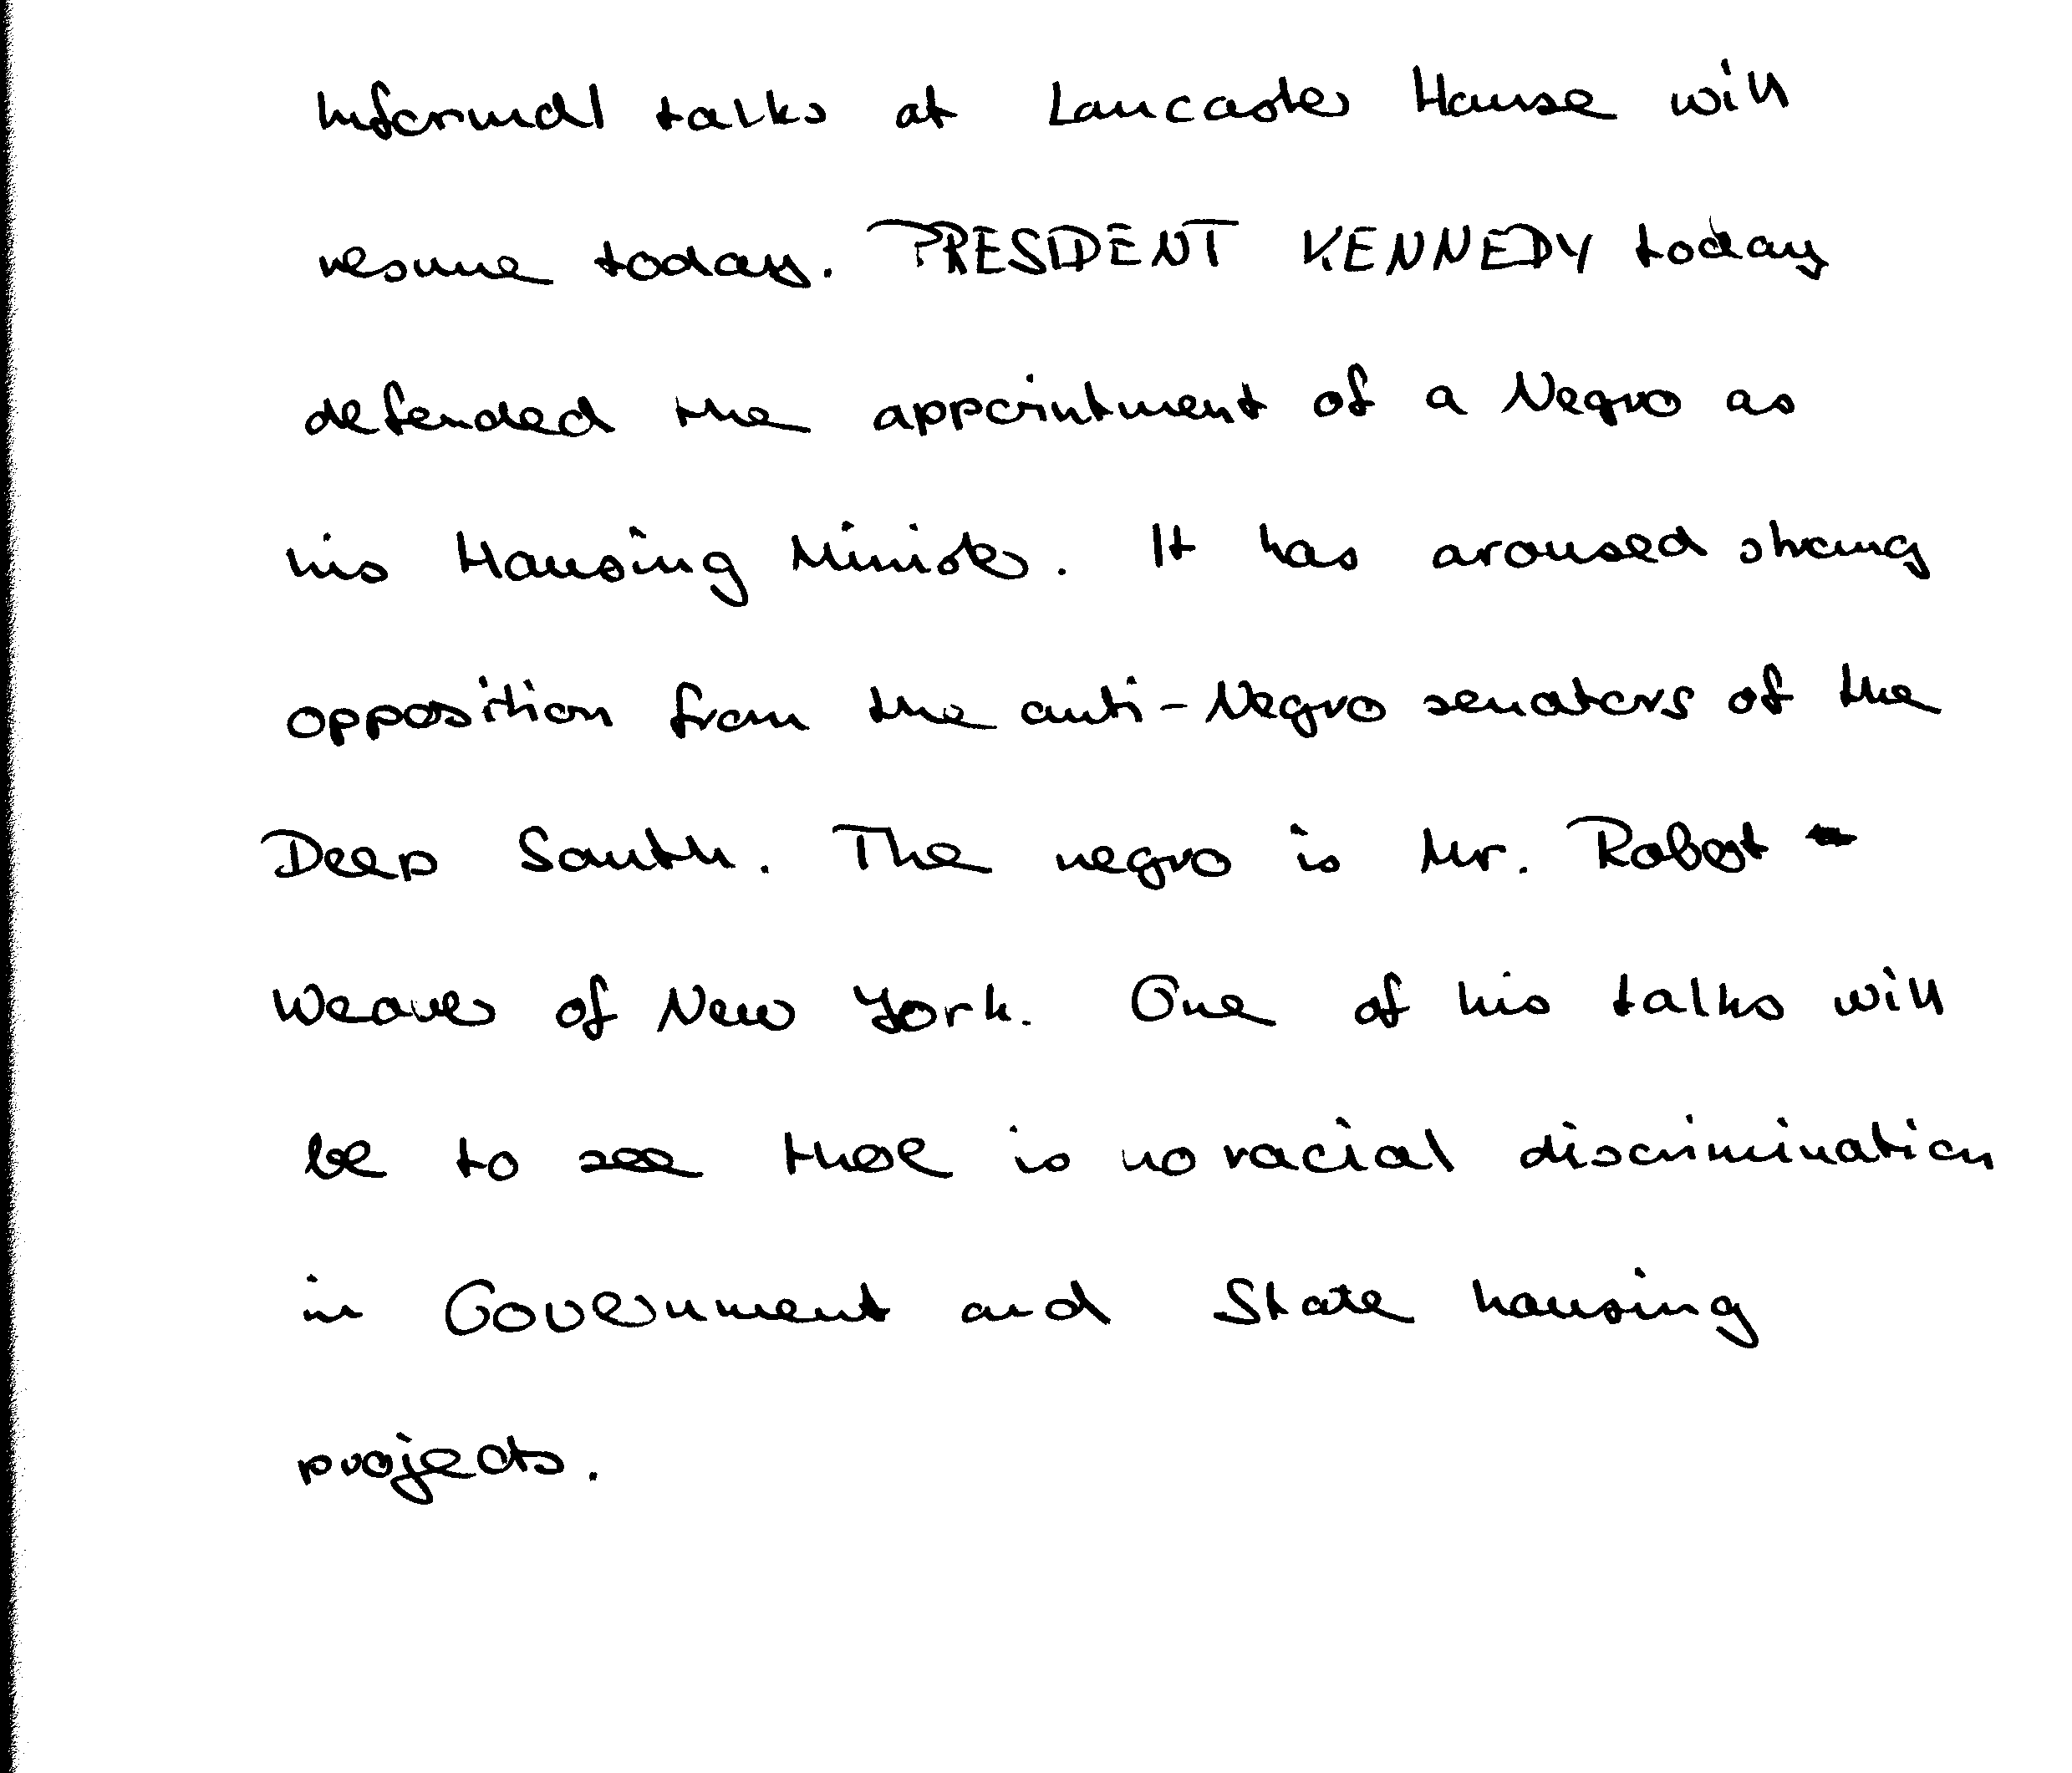 Informal talks at Lancaster House will
resume today. PRESIDENT KENNEDY today
defended the appointment of a Negro as
his Housing Minister. It has aroused strong
opposition from the anti-Negro senators of the
Deep South. The negro is Mr. Robert
Weaver of New York. One of his talks will
be to see there is no racial discrimination
in Government and State housing
projects.